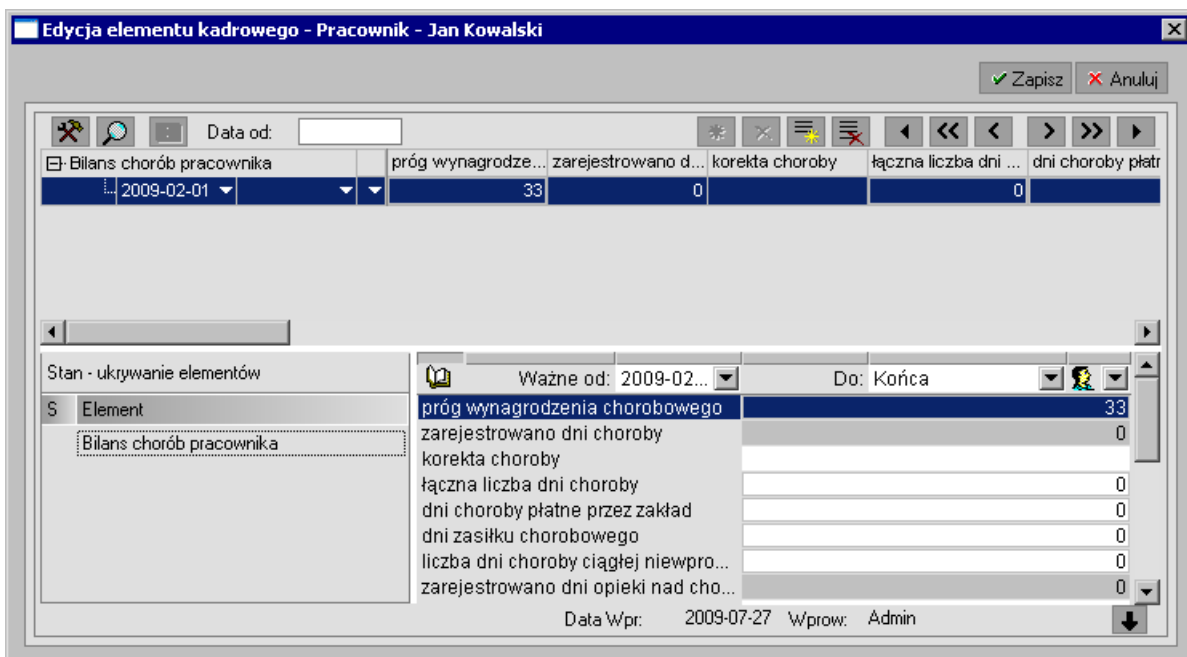 Edycja elementu kadrowego - Pracownik - Jan Kowalski
Zapisz Anuluj
Data od:
Bilans chorób pracownika próg wynagrodze... zarejestrowano d... korekta choroby łączna liczba dni ... dni choroby płatn
2009-02-01 33 0 0
Stan - ukrywanie elementów
Ważne od: 2009-02... Do: Końca
S Element
Bilans chorób pracownika
próg wynagrodzenia chorobowego 33
zarejestrowano dni choroby 0
korekta choroby
łączna liczba dni choroby 0
dni choroby płatne przez zakład 0
dni zasiłku chorobowego 0
liczba dni choroby ciągłej niewpro... 0
zarejestrowano dni opieki nad cho... 0
Data Wpr: 2009-07-27 Wprow: Admin